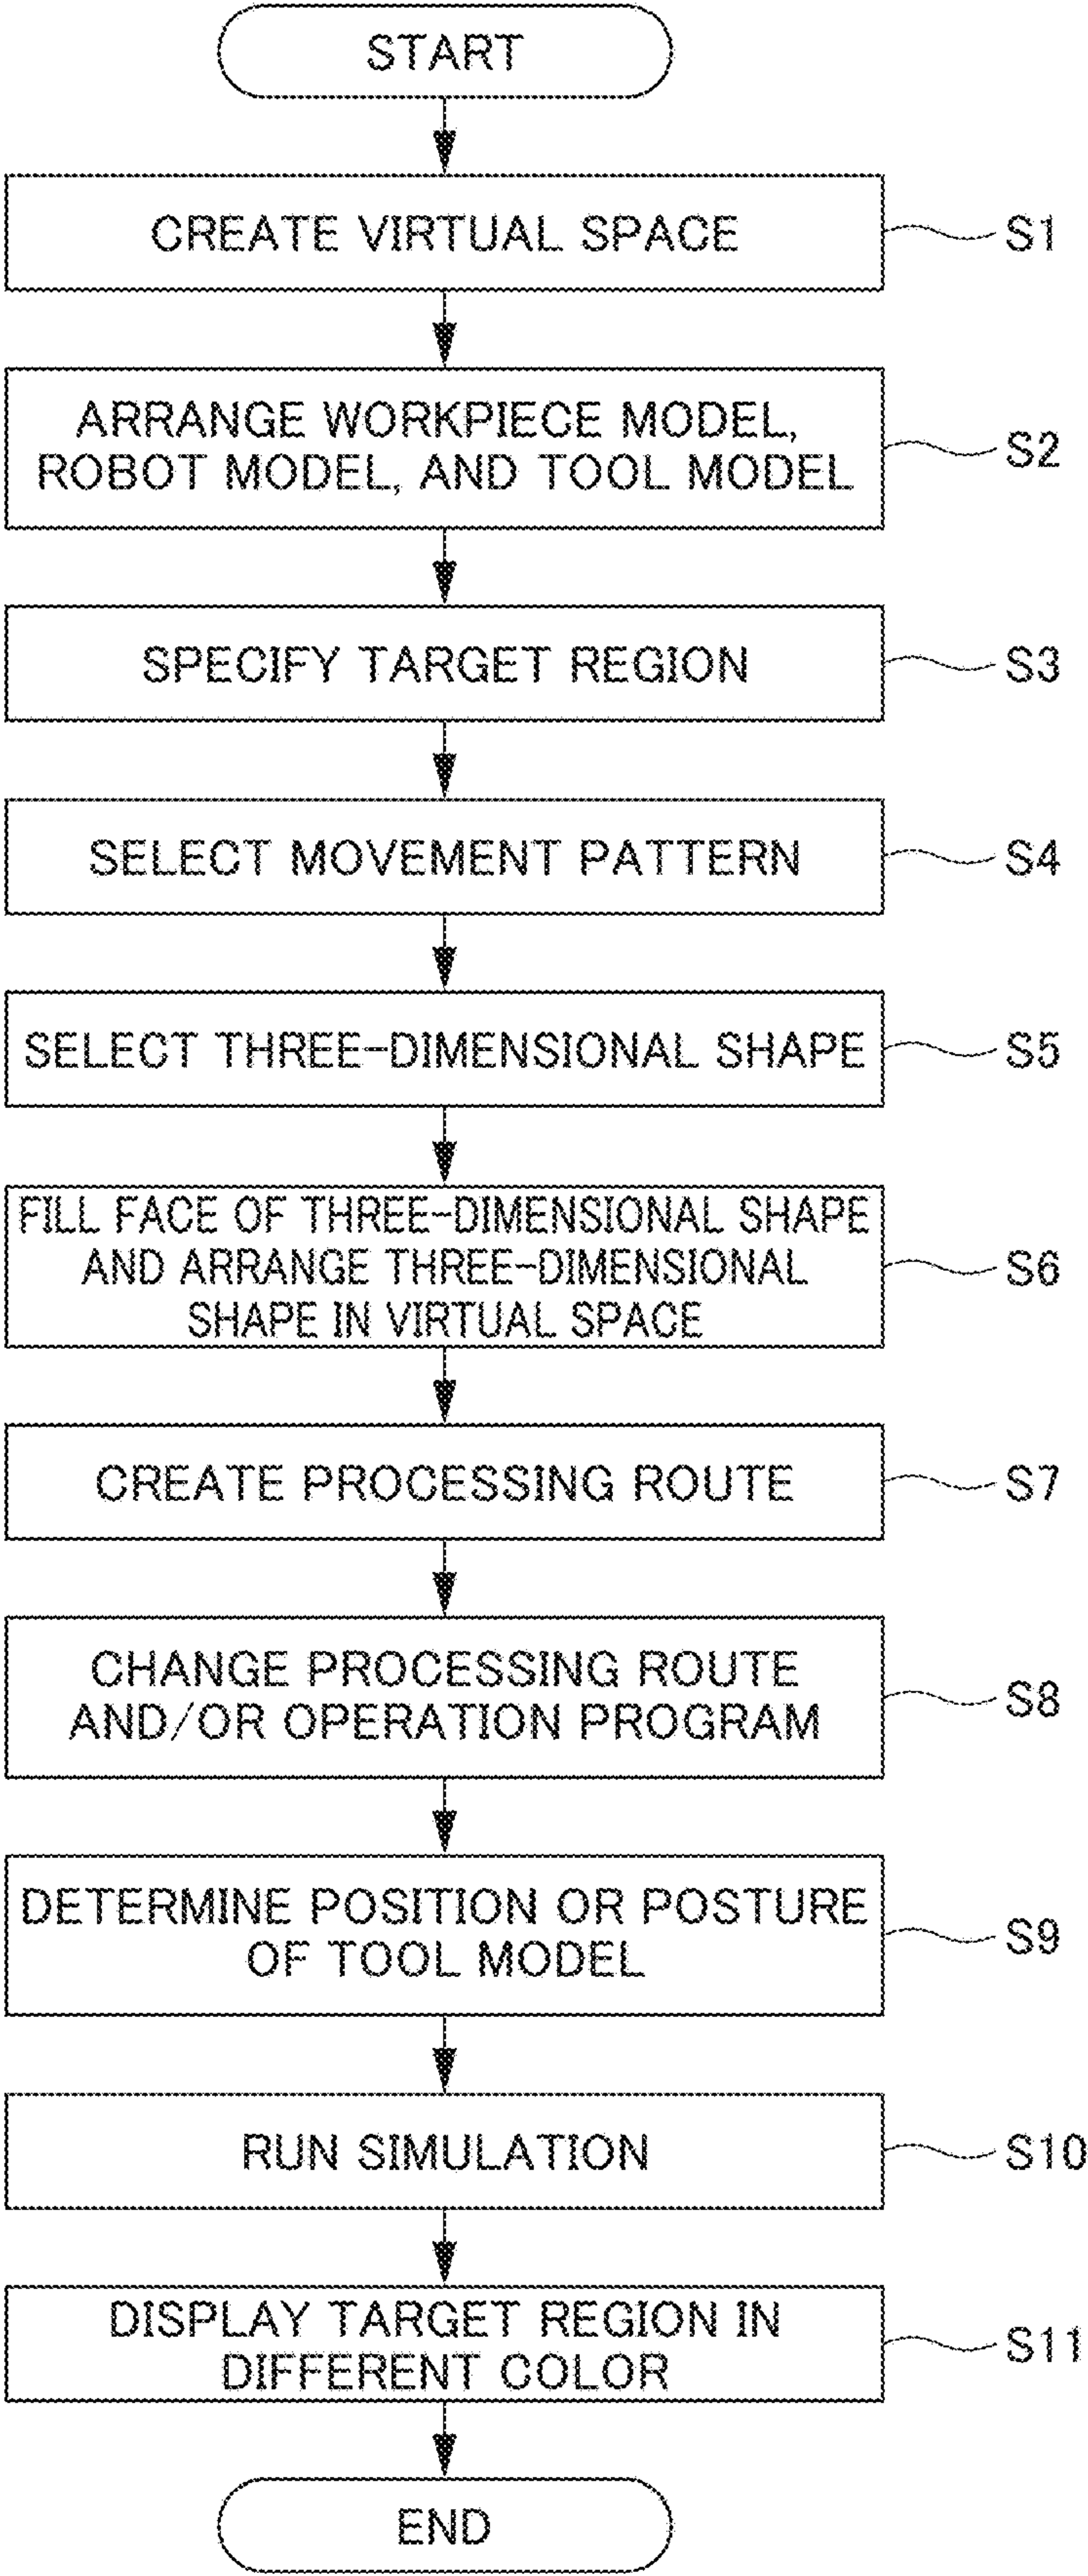 START
CREATE VIRTUAL SPACE
S1
ARRANGE WORKPIECE MODEL,
ROBOT MODEL, AND TOOL MODEL
S2
SPECIFY TARGET REGION
S3
SELECT MOVEMENT PATTERN
S4
SELECT THREE-DIMENSIONAL SHAPE
S5
FILL FACE OF THREE-DIMENSIONAL SHAPE
AND ARRANGE THREE-DIMENSIONAL
SHAPE IN VIRTUAL SPACE
S6
CREATE PROCESSING ROUTE
S7
CHANGE PROCESSING ROUTE
AND/OR OPERATION PROGRAM
S8
DETERMINE POSITION OR POSTURE
OF TOOL MODEL
S9
RUN SIMULATION
S10
DISPLAY TARGET REGION IN
DIFFERENT COLOR
S11
END